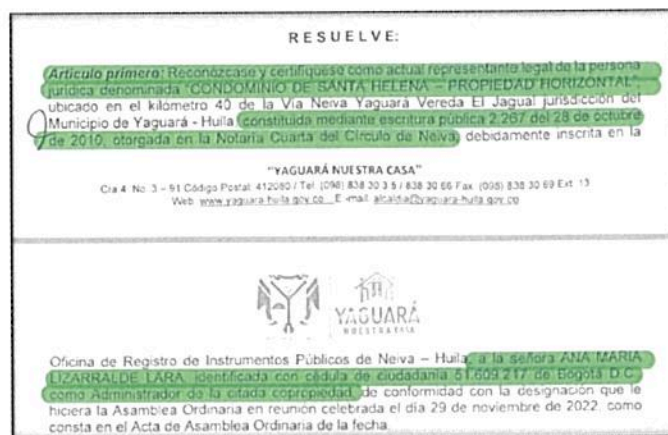 RESUELVE:
Artículo primero: Reconózcase y certifíquese como actual representante legal de la persona
jurídica denominada "CONDOMINIO DE SANTA HELENA – PROPIEDAD HORIZONTAL"
ubicado en el kilómetro 40 de la Vía Neiva Yaguará Vereda El Jagual jurisdicción del
Municipio de Yaguará - Huila constituida mediante escritura pública 2.267 del 28 de octubre
de 2010, otorgada en la Notaría Cuarta del Círculo de Neiva, debidamente inscrita en la
"YAGUARÁ NUESTRA CASA"
Cra 4 No. 3 – 91 Código Postal: 412080 / Tel. (098) 838 30 3 5 / 838 30 66 Fax: (098) 838 30 69 Ext. 13
Web: www.yaguara-huila.gov.co E-mail: alcaldia@yaguara-huila.gov.co
YAGUARÁ
NUESTRA CASA
Oficina de Registro de Instrumentos Públicos de Neiva – Huila, a la señora ANA MARIA
LIZARRALDE LARA, identificada con cédula de ciudadanía 51.609.217 de Bogotá D.C.
como Administrador de la citada copropiedad, de conformidad con la designación que le
hiciera la Asamblea Ordinaria en reunión celebrada el día 29 de noviembre de 2022, como
consta en el Acta de Asamblea Ordinaria de la fecha.